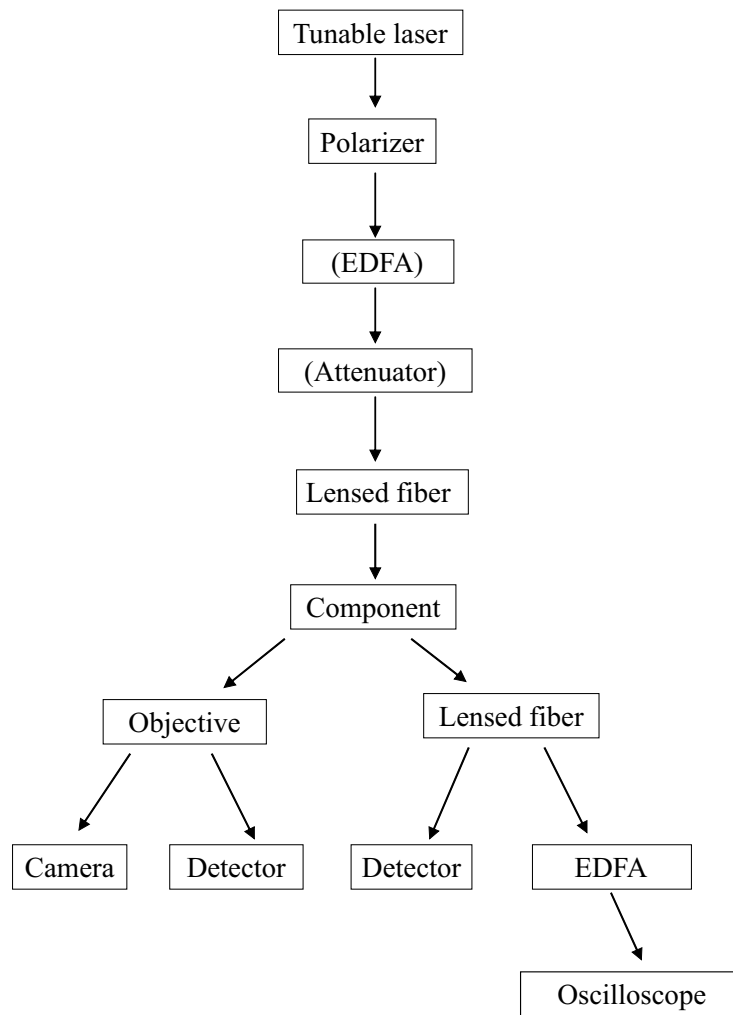 Tunable laser
Polarizer
(EDFA)
(Attenuator)
Lensed fiber
Component
Objective
Lensed fiber
Camera
Detector
Detector
EDFA
Oscilloscope